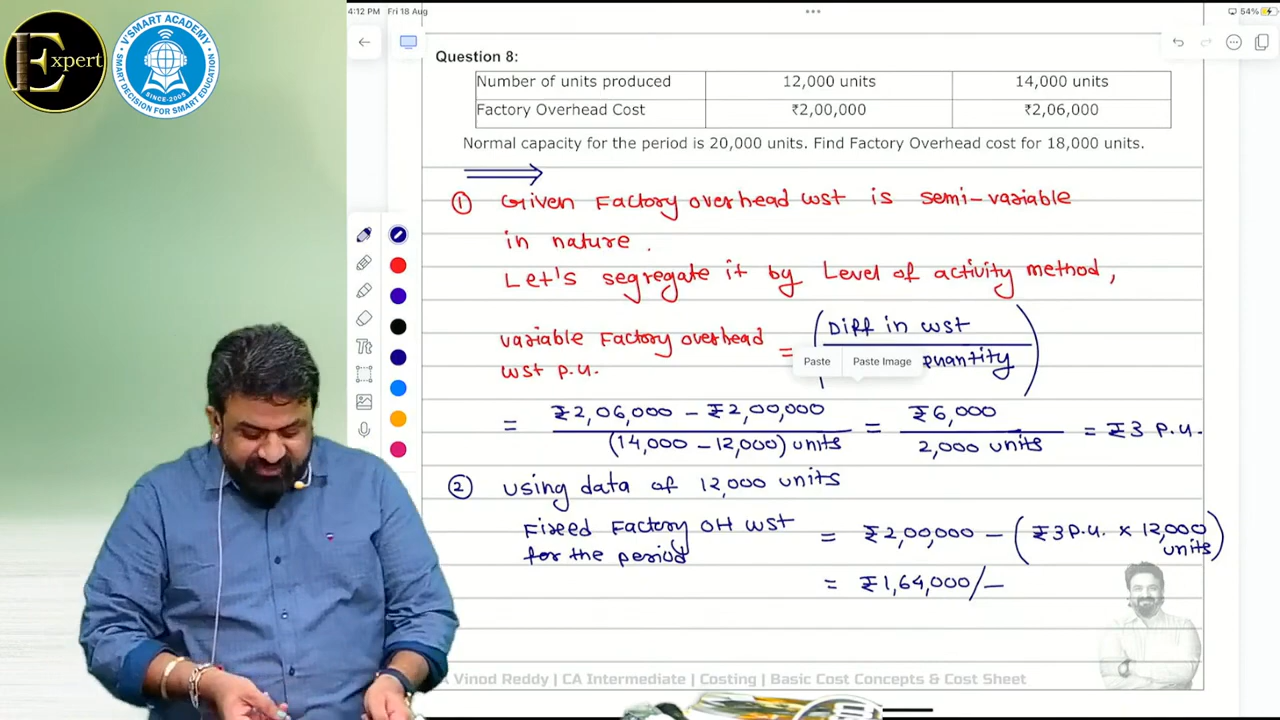 4:12 PM Fri 18 Aug
54%
Expert
V'SMART ACADEMY
SINCE-2005
SMART DECISION FOR SMART EDUCATION
Question 8:
Number of units produced 12,000 units 14,000 units
Factory Overhead Cost ₹2,00,000 ₹2,06,000
Normal capacity for the period is 20,000 units. Find Factory Overhead cost for 18,000 units.
① Given Factory overhead cost is semi-variable
in nature.
Let's segregate it by Level of activity method,
variable Factory overhead = (Diff in cost
cost p.u. quantity)
Paste Paste Image
Tt
= ₹2,06,000 - ₹2,00,000 = ₹6,000 = ₹3 p.u.
(14,000 - 12,000) units 2,000 units
② using data of 12,000 units
Fixed Factory OH cost = ₹2,00,000 - (₹3 p.u. x 12,000
for the period units)
= ₹1,64,000/-
Vinod Reddy | CA Intermediate | Costing | Basic Cost Concepts & Cost Sheet